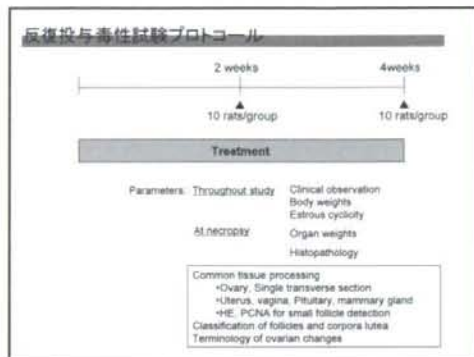 反復投与毒性試験プロトコール
2 weeks 4weeks
10 rats/group 10 rats/group
Treatment
Parameters: Throughout study Clinical observation
Body weights
Estrous cyclicity
At necropsy Organ weights
Histopathology
Common tissue processing
•Ovary, Single transverse section
•Uterus, vagina, Pituitary, mammary gland
•HE, PCNA for small follicle detection
Classification of follicles and corpora lutea
Terminology of ovarian changes